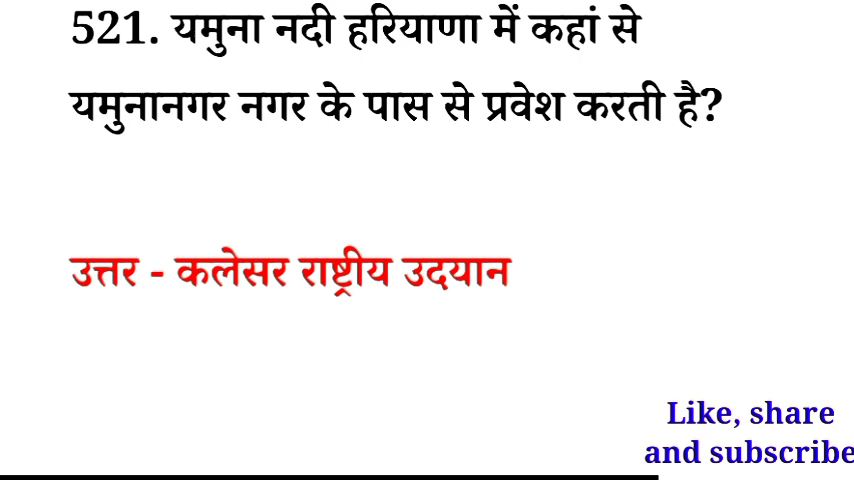 521. यमुना नदी हरियाणा में कहां से
यमुनानगर नगर के पास से प्रवेश करती है?
उत्तर - कलेसर राष्ट्रीय उदयान
Like, share
and subscribe